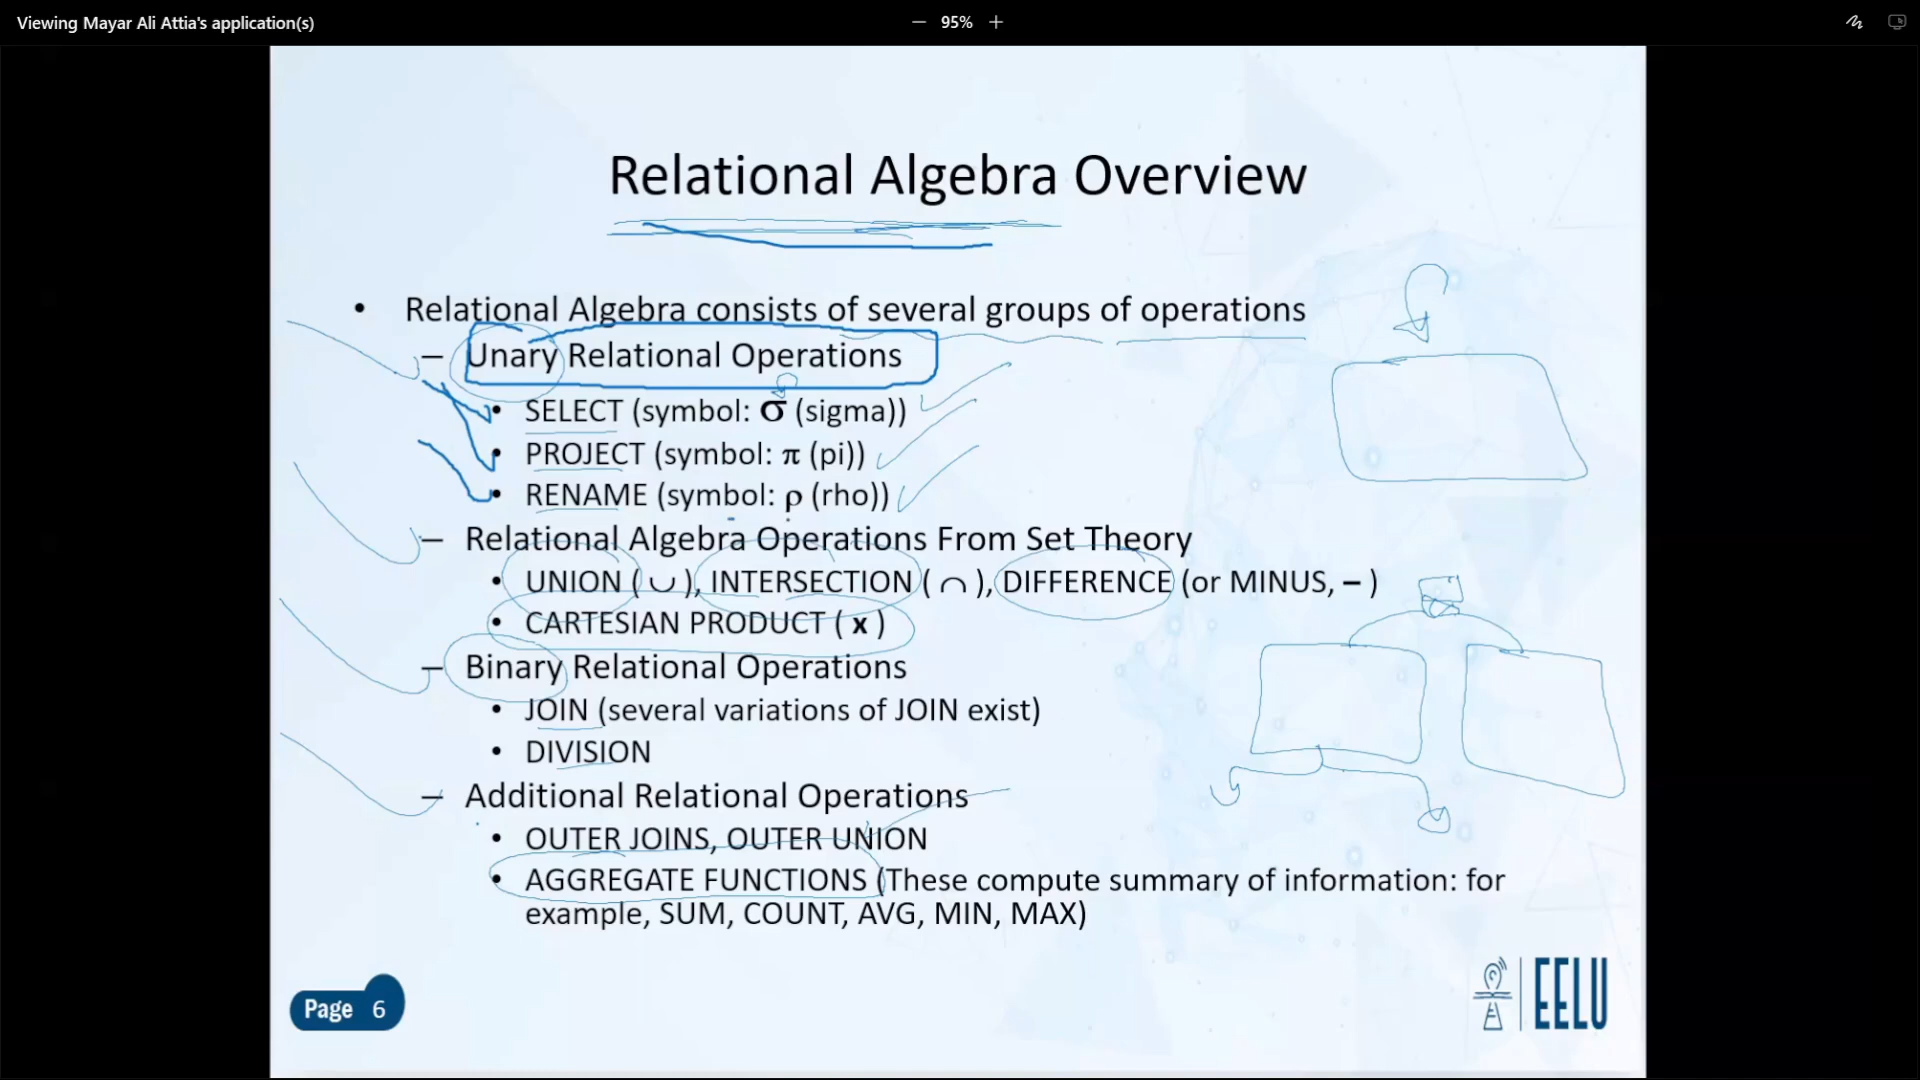 Viewing Mayar Ali Attia's application(s)
— 95% +
Relational Algebra Overview
• Relational Algebra consists of several groups of operations
– Unary Relational Operations
• SELECT (symbol: σ (sigma))
• PROJECT (symbol: π (pi))
• RENAME (symbol: ρ (rho))
– Relational Algebra Operations From Set Theory
• UNION ( ∪ ), INTERSECTION ( ∩ ), DIFFERENCE (or MINUS, – )
• CARTESIAN PRODUCT ( x )
– Binary Relational Operations
• JOIN (several variations of JOIN exist)
• DIVISION
– Additional Relational Operations
• OUTER JOINS, OUTER UNION
• AGGREGATE FUNCTIONS (These compute summary of information: for
example, SUM, COUNT, AVG, MIN, MAX)
Page 6
EELU